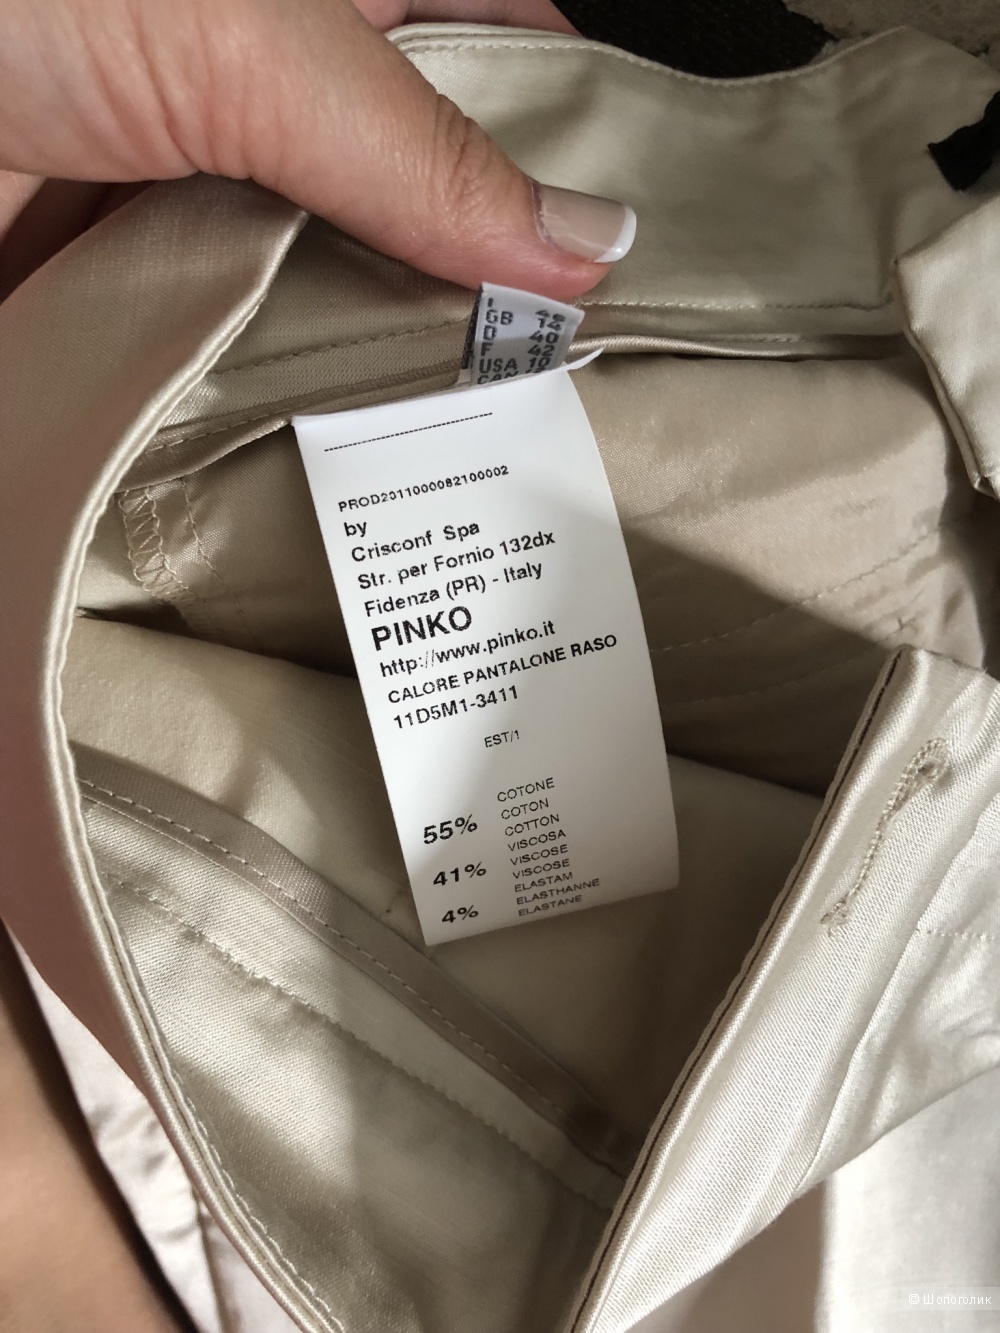 I
GB 14
D 40
F 42
USA 10
CAN
PROD2011000082100002
by
Crisconf Spa
Str. per Fornio 132dx
Fidenza (PR) - Italy
PINKO
http://www.pinko.it
CALORE PANTALONE RASO
11D5M1-3411
EST/1
COTONE
COTON
55% COTTON
VISCOSA
41% VISCOSE
VISCOSE
ELASTAM
4% ELASTHANNE
ELASTANE
© Шопоголик